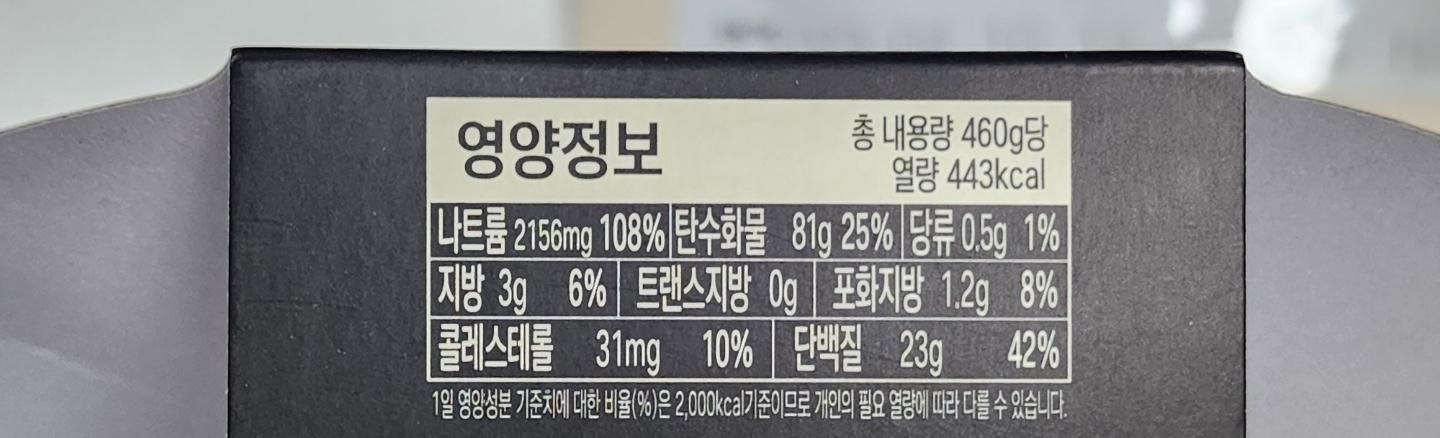 영양정보
총 내용량 460g당
열량 443kcal
나트륨 2156mg 108% 탄수화물 81g 25% 당류 0.5g 1%
지방 3g 6% 트랜스지방 0g 포화지방 1.2g 8%
콜레스테롤 31mg 10% 단백질 23g 42%
1일 영양성분 기준치에 대한 비율(%)은 2,000kcal기준이므로 개인의 필요 열량에 따라 다를 수 있습니다.